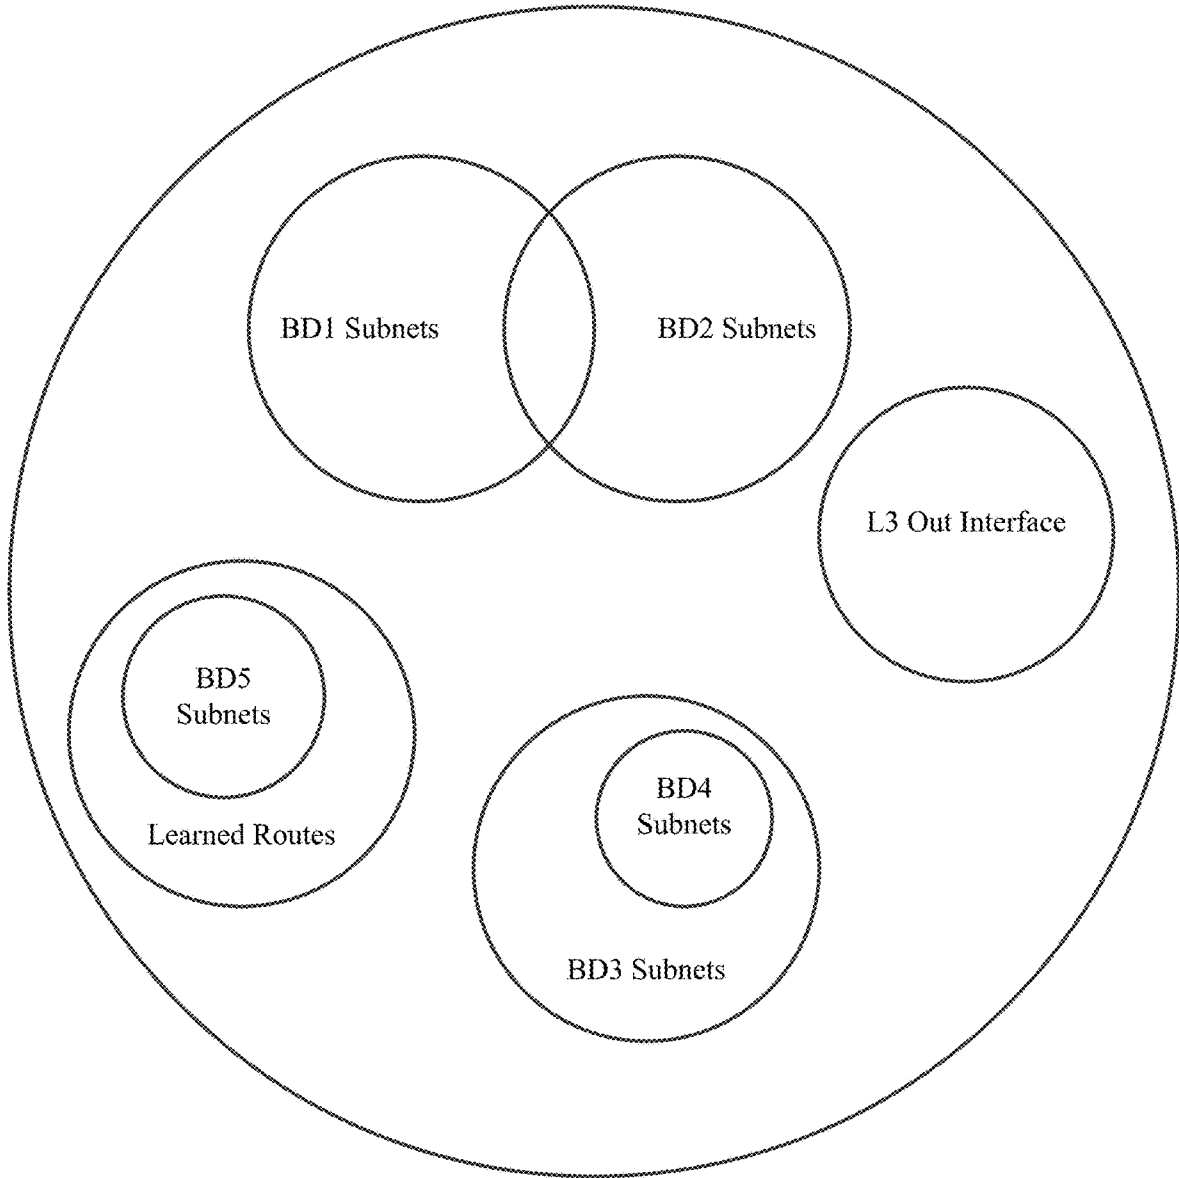 BD1 Subnets
BD2 Subnets
L3 Out Interface
BD5
Subnets
Learned Routes
BD4
Subnets
BD3 Subnets